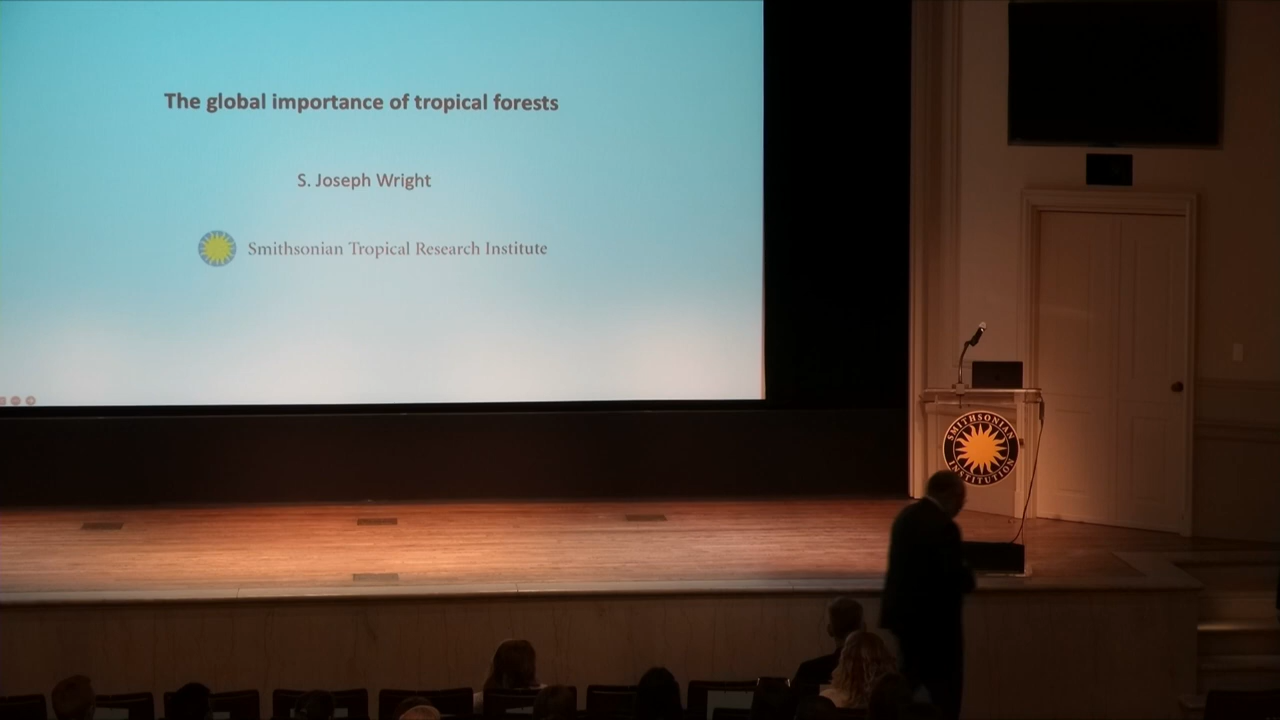 The global importance of tropical forests
S. Joseph Wright
Smithsonian Tropical Research Institute
SMITHSONIAN
INSTITUTION